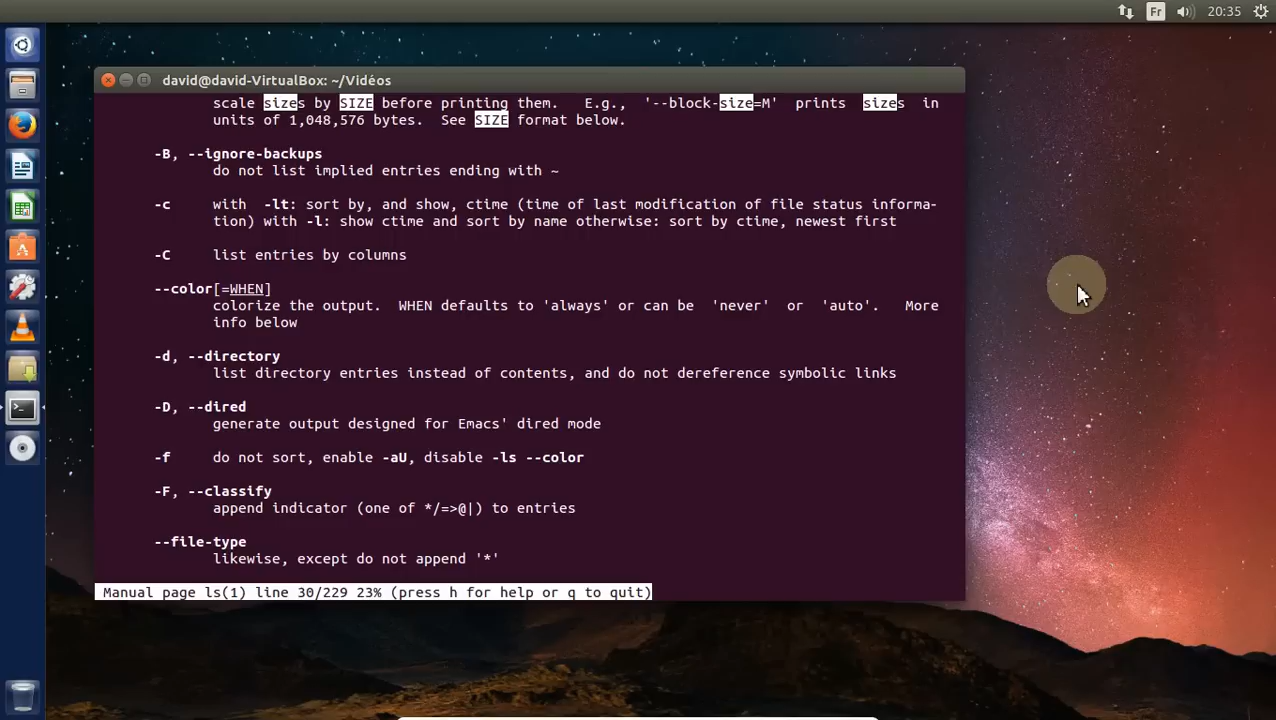 Fr 20:35
david@david-VirtualBox: ~/Vidéos
scale sizes by SIZE before printing them. E.g., '--block-size=M' prints sizes in
units of 1,048,576 bytes. See SIZE format below.
-B, --ignore-backups
do not list implied entries ending with ~
-c with -lt: sort by, and show, ctime (time of last modification of file status informa-
tion) with -l: show ctime and sort by name otherwise: sort by ctime, newest first
-C list entries by columns
--color[=WHEN]
colorize the output. WHEN defaults to 'always' or can be 'never' or 'auto'. More
info below
-d, --directory
list directory entries instead of contents, and do not dereference symbolic links
-D, --dired
generate output designed for Emacs' dired mode
-f do not sort, enable -aU, disable -ls --color
-F, --classify
append indicator (one of */=>@|) to entries
--file-type
likewise, except do not append '*'
Manual page ls(1) line 30/229 23% (press h for help or q to quit)